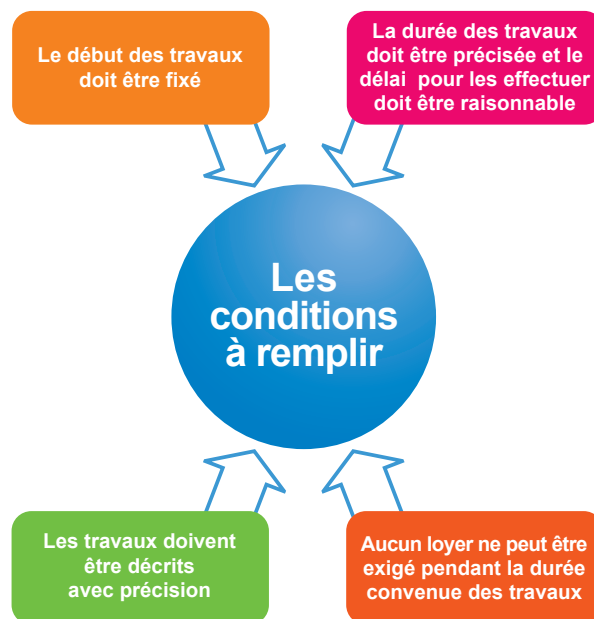 Le début des travaux
doit être fixé
La durée des travaux
doit être précisée et le
délai pour les effectuer
doit être raisonnable
Les
conditions
à remplir
Les travaux doivent
être décrits
avec précision
Aucun loyer ne peut être
exigé pendant la durée
convenue des travaux